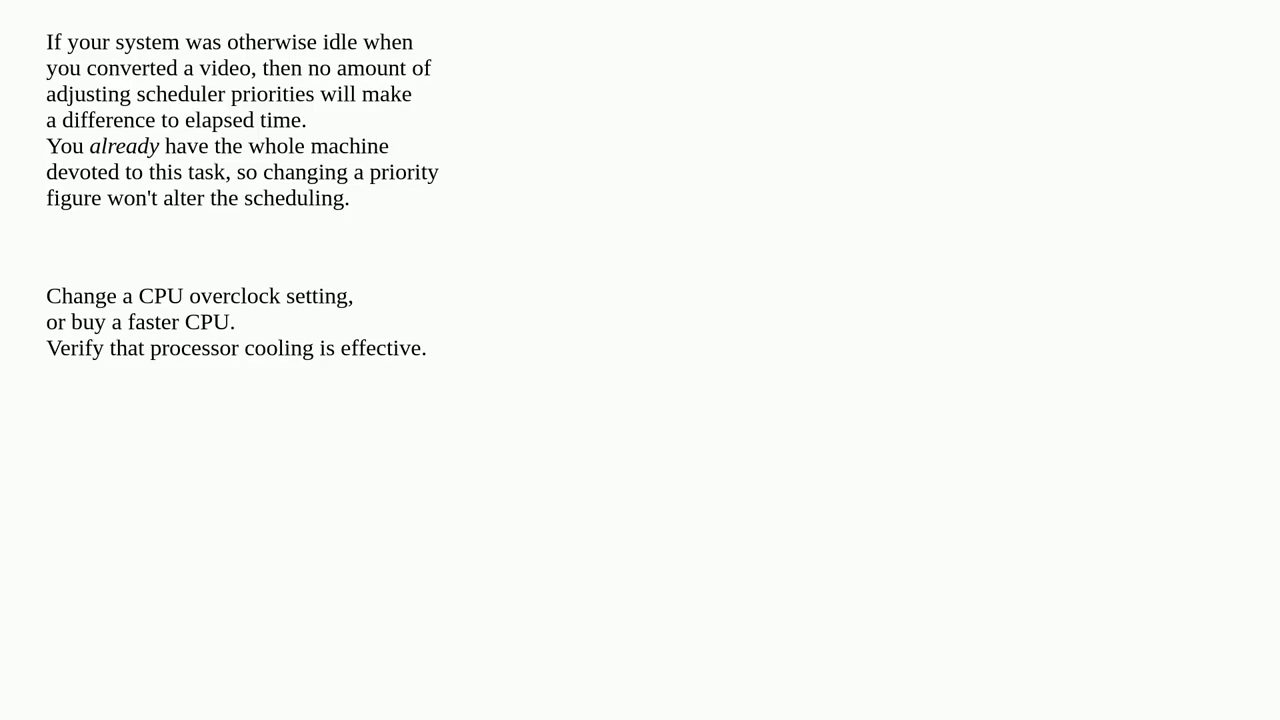 If your system was otherwise idle when
you converted a video, then no amount of
adjusting scheduler priorities will make
a difference to elapsed time.
You already have the whole machine
devoted to this task, so changing a priority
figure won't alter the scheduling.
Change a CPU overclock setting,
or buy a faster CPU.
Verify that processor cooling is effective.